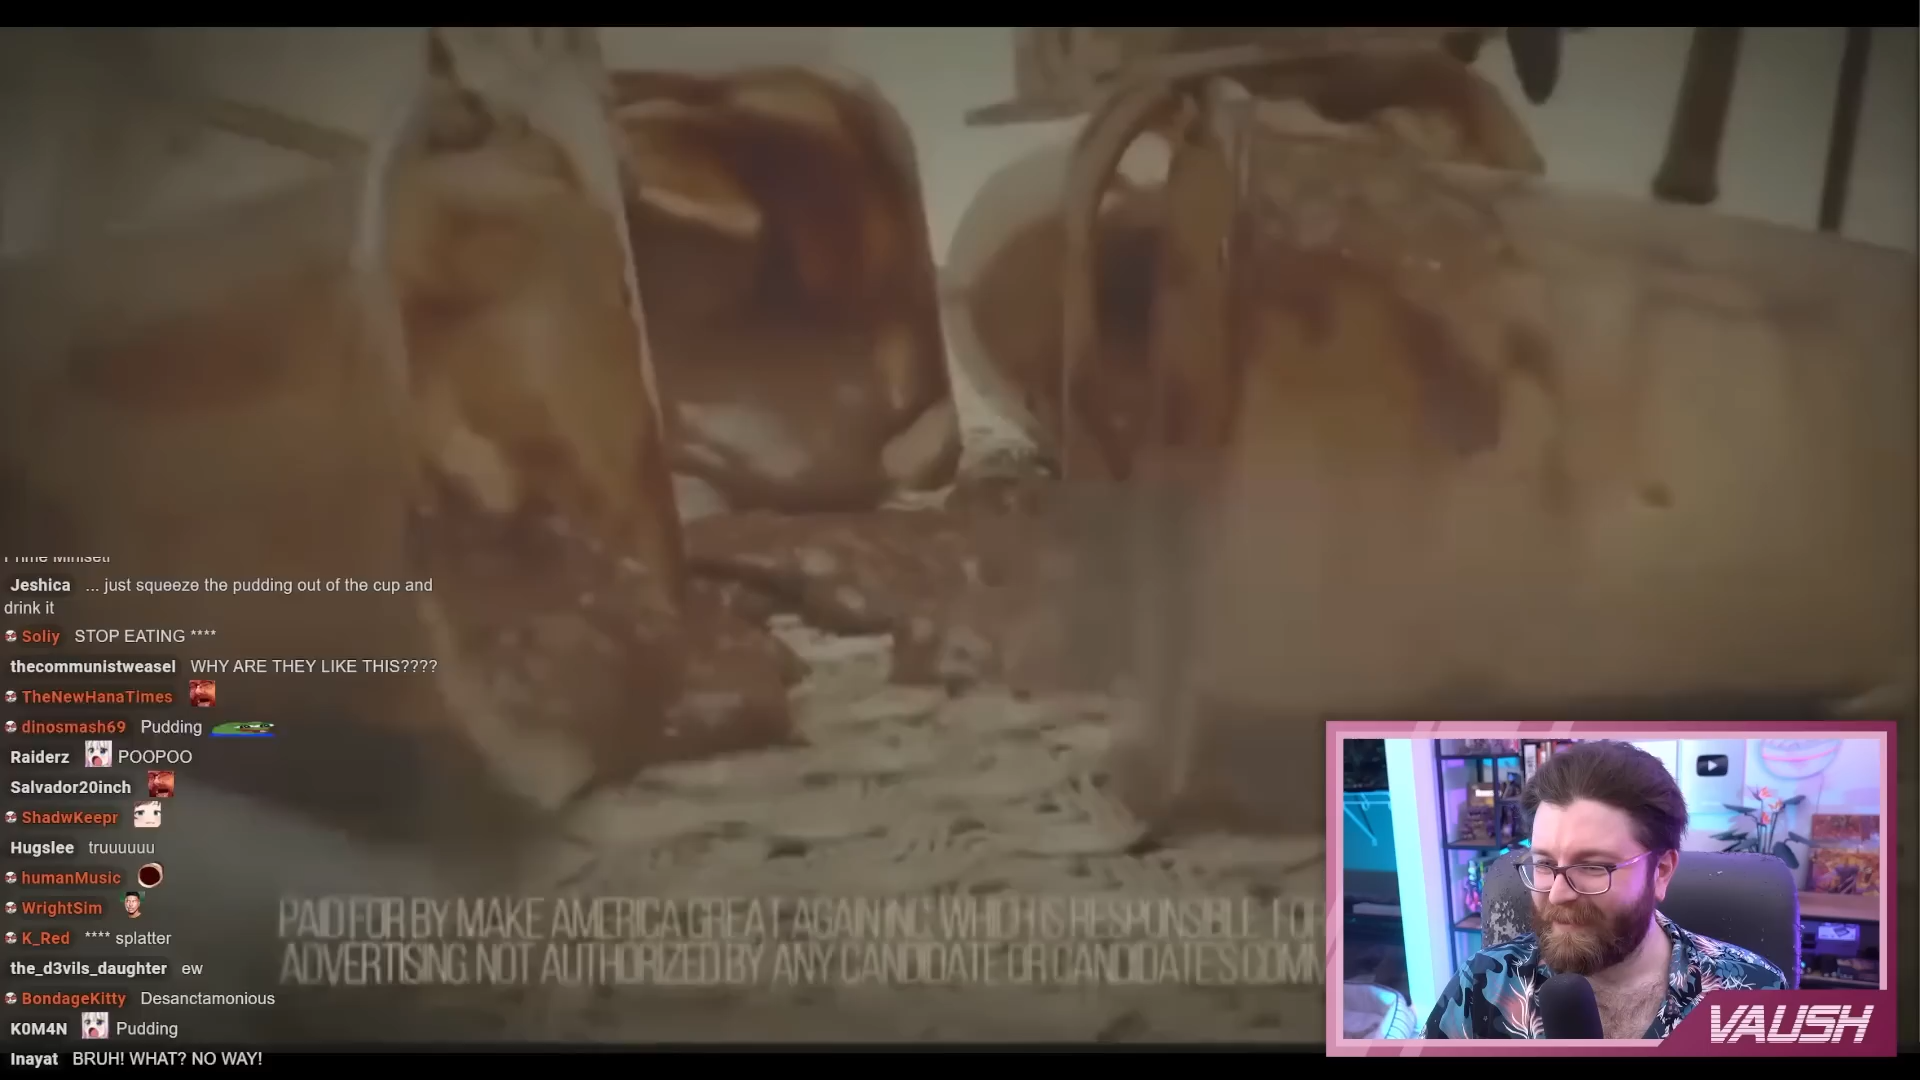 Jeshica ... just squeeze the pudding out of the cup and
drink it
Soliy STOP EATING ****
thecommunistweasel WHY ARE THEY LIKE THIS????
TheNewHanaTimes
dinosmash69 Pudding
Raiderz POOPOO
Salvador20inch
ShadwKeepr
Hugslee truuuuuu
humanMusic
WrightSim
K_Red **** splatter
the_d3vils_daughter ew
BondageKitty Desanctamonious
K0M4N Pudding
Inayat BRUH! WHAT? NO WAY!
PAID FOR BY MAKE AMERICA GREAT AGAIN INC WHICH IS RESPONSIBLE FOR
ADVERTISING. NOT AUTHORIZED BY ANY CANDIDATE OR CANDIDATE'S COMM
VAUSH